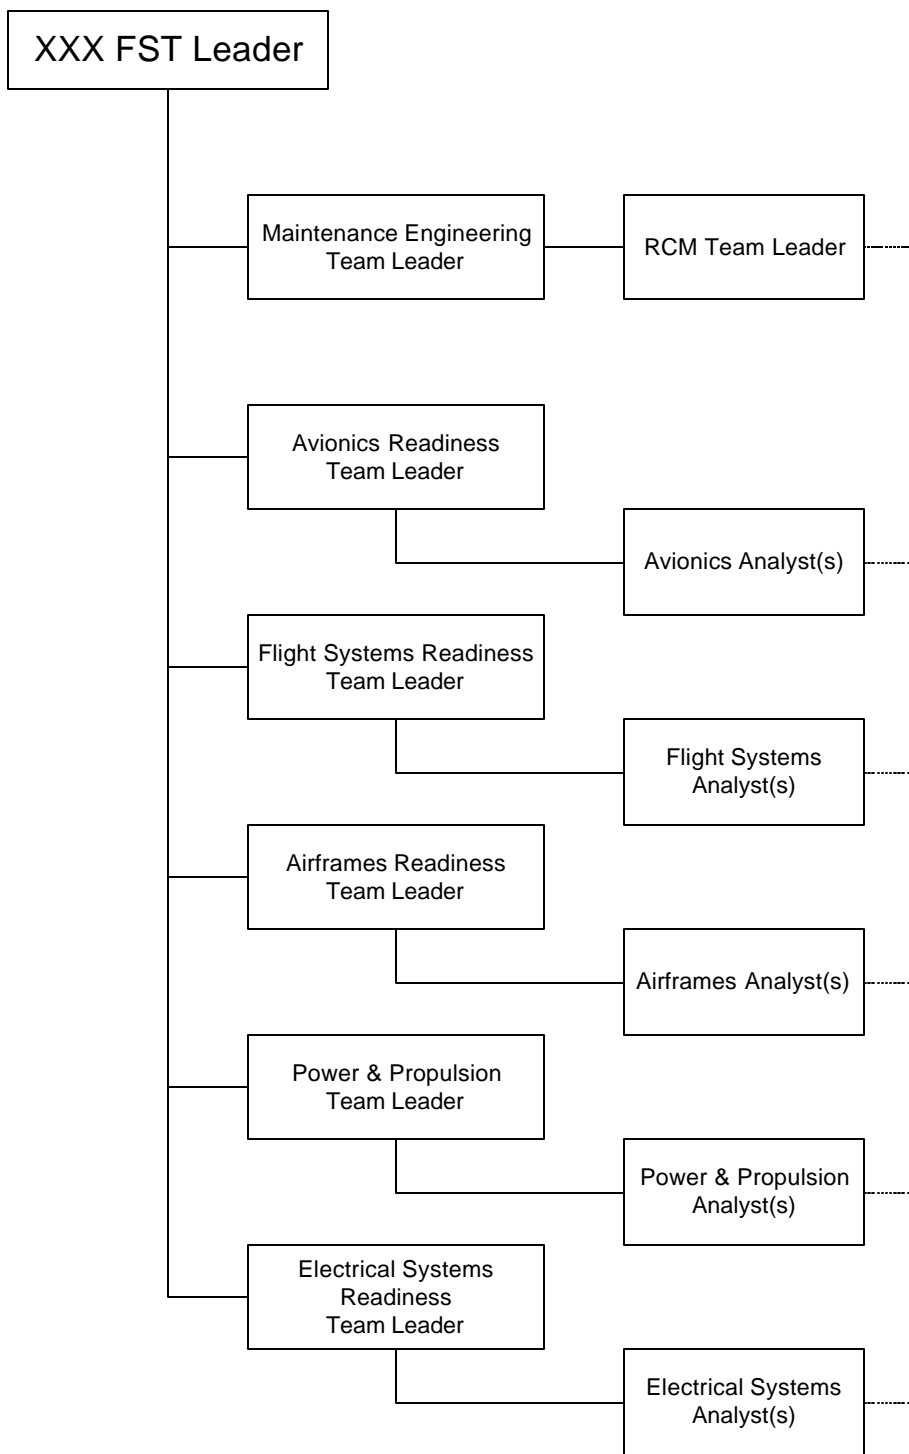 XXX FST Leader
Maintenance Engineering
Team Leader
RCM Team Leader
Avionics Readiness
Team Leader
Avionics Analyst(s)
Flight Systems Readiness
Team Leader
Flight Systems
Analyst(s)
Airframes Readiness
Team Leader
Airframes Analyst(s)
Power & Propulsion
Team Leader
Power & Propulsion
Analyst(s)
Electrical Systems
Readiness
Team Leader
Electrical Systems
Analyst(s)